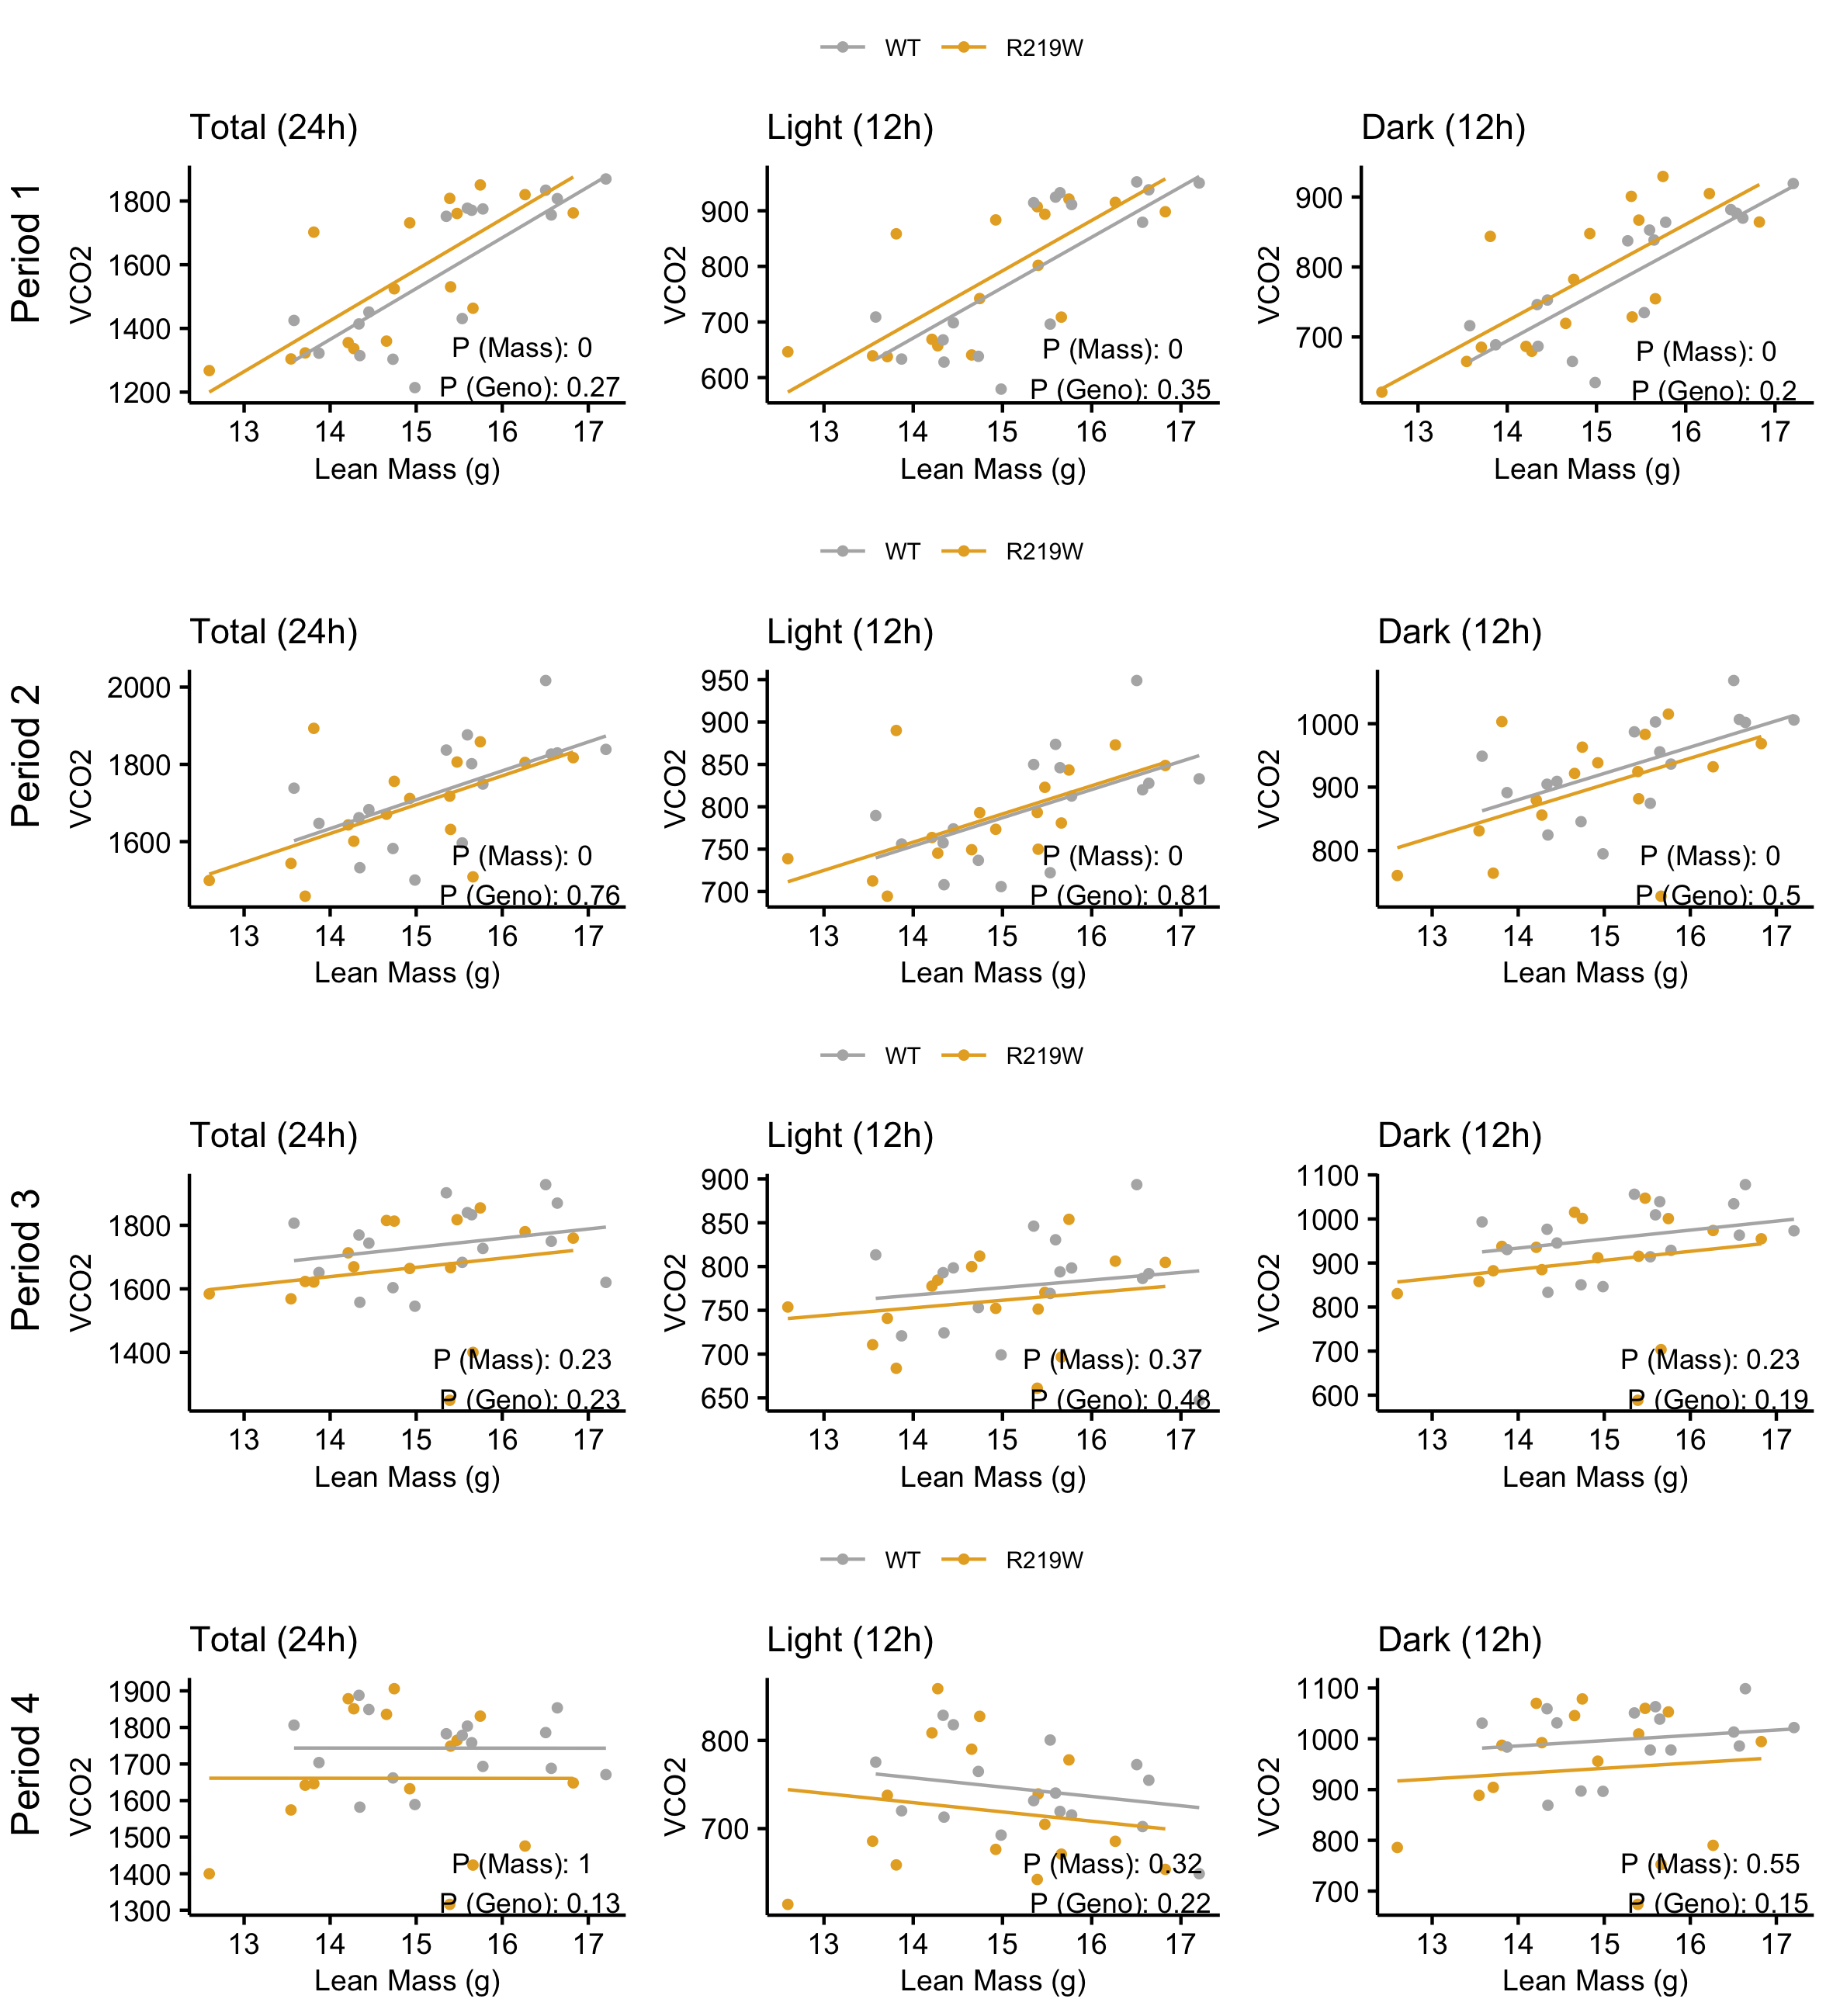 WT R219W
Period 1
Total (24h) Light (12h) Dark (12h)
VCO2
1800
1600
1400
1200
P (Mass): 0
P (Geno): 0.27
13 14 15 16 17
Lean Mass (g)
VCO2
900
800
700
600
P (Mass): 0
P (Geno): 0.35
13 14 15 16 17
Lean Mass (g)
VCO2
900
800
700
P (Mass): 0
P (Geno): 0.2
13 14 15 16 17
Lean Mass (g)
WT R219W
Period 2
Total (24h) Light (12h) Dark (12h)
VCO2
2000
1800
1600
P (Mass): 0
P (Geno): 0.76
13 14 15 16 17
Lean Mass (g)
VCO2
950
900
850
800
750
700
P (Mass): 0
P (Geno): 0.81
13 14 15 16 17
Lean Mass (g)
VCO2
1000
900
800
P (Mass): 0
P (Geno): 0.5
13 14 15 16 17
Lean Mass (g)
WT R219W
Period 3
Total (24h) Light (12h) Dark (12h)
VCO2
1800
1600
1400
P (Mass): 0.23
P (Geno): 0.23
13 14 15 16 17
Lean Mass (g)
VCO2
900
850
800
750
700
650
P (Mass): 0.37
P (Geno): 0.48
13 14 15 16 17
Lean Mass (g)
VCO2
1100
1000
900
800
700
600
P (Mass): 0.23
P (Geno): 0.19
13 14 15 16 17
Lean Mass (g)
WT R219W
Period 4
Total (24h) Light (12h) Dark (12h)
VCO2
1900
1800
1700
1600
1500
1400
1300
P (Mass): 1
P (Geno): 0.13
13 14 15 16 17
Lean Mass (g)
VCO2
800
700
P (Mass): 0.32
P (Geno): 0.22
13 14 15 16 17
Lean Mass (g)
VCO2
1100
1000
900
800
700
P (Mass): 0.55
P (Geno): 0.15
13 14 15 16 17
Lean Mass (g)